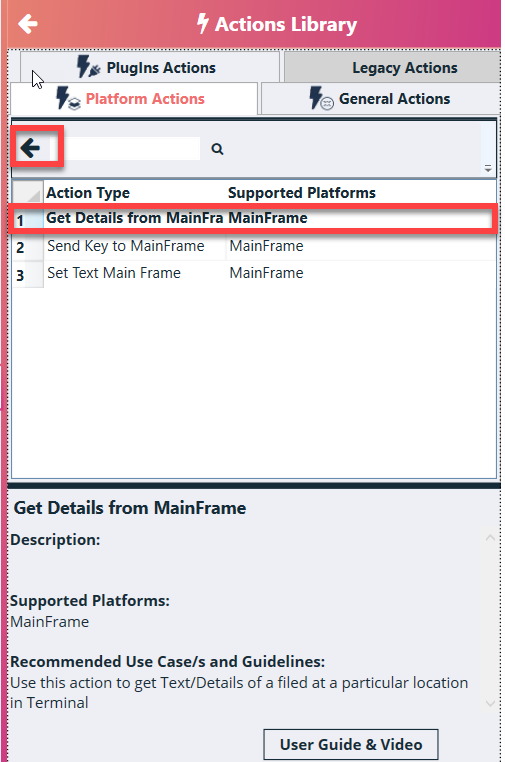 Actions Library
PlugIns Actions Legacy Actions
Platform Actions General Actions
Action Type Supported Platforms
1 Get Details from MainFra MainFrame
2 Send Key to MainFrame MainFrame
3 Set Text Main Frame MainFrame
Get Details from MainFrame
Description:
Supported Platforms:
MainFrame
Recommended Use Case/s and Guidelines:
Use this action to get Text/Details of a filed at a particular location
in Terminal
User Guide & Video